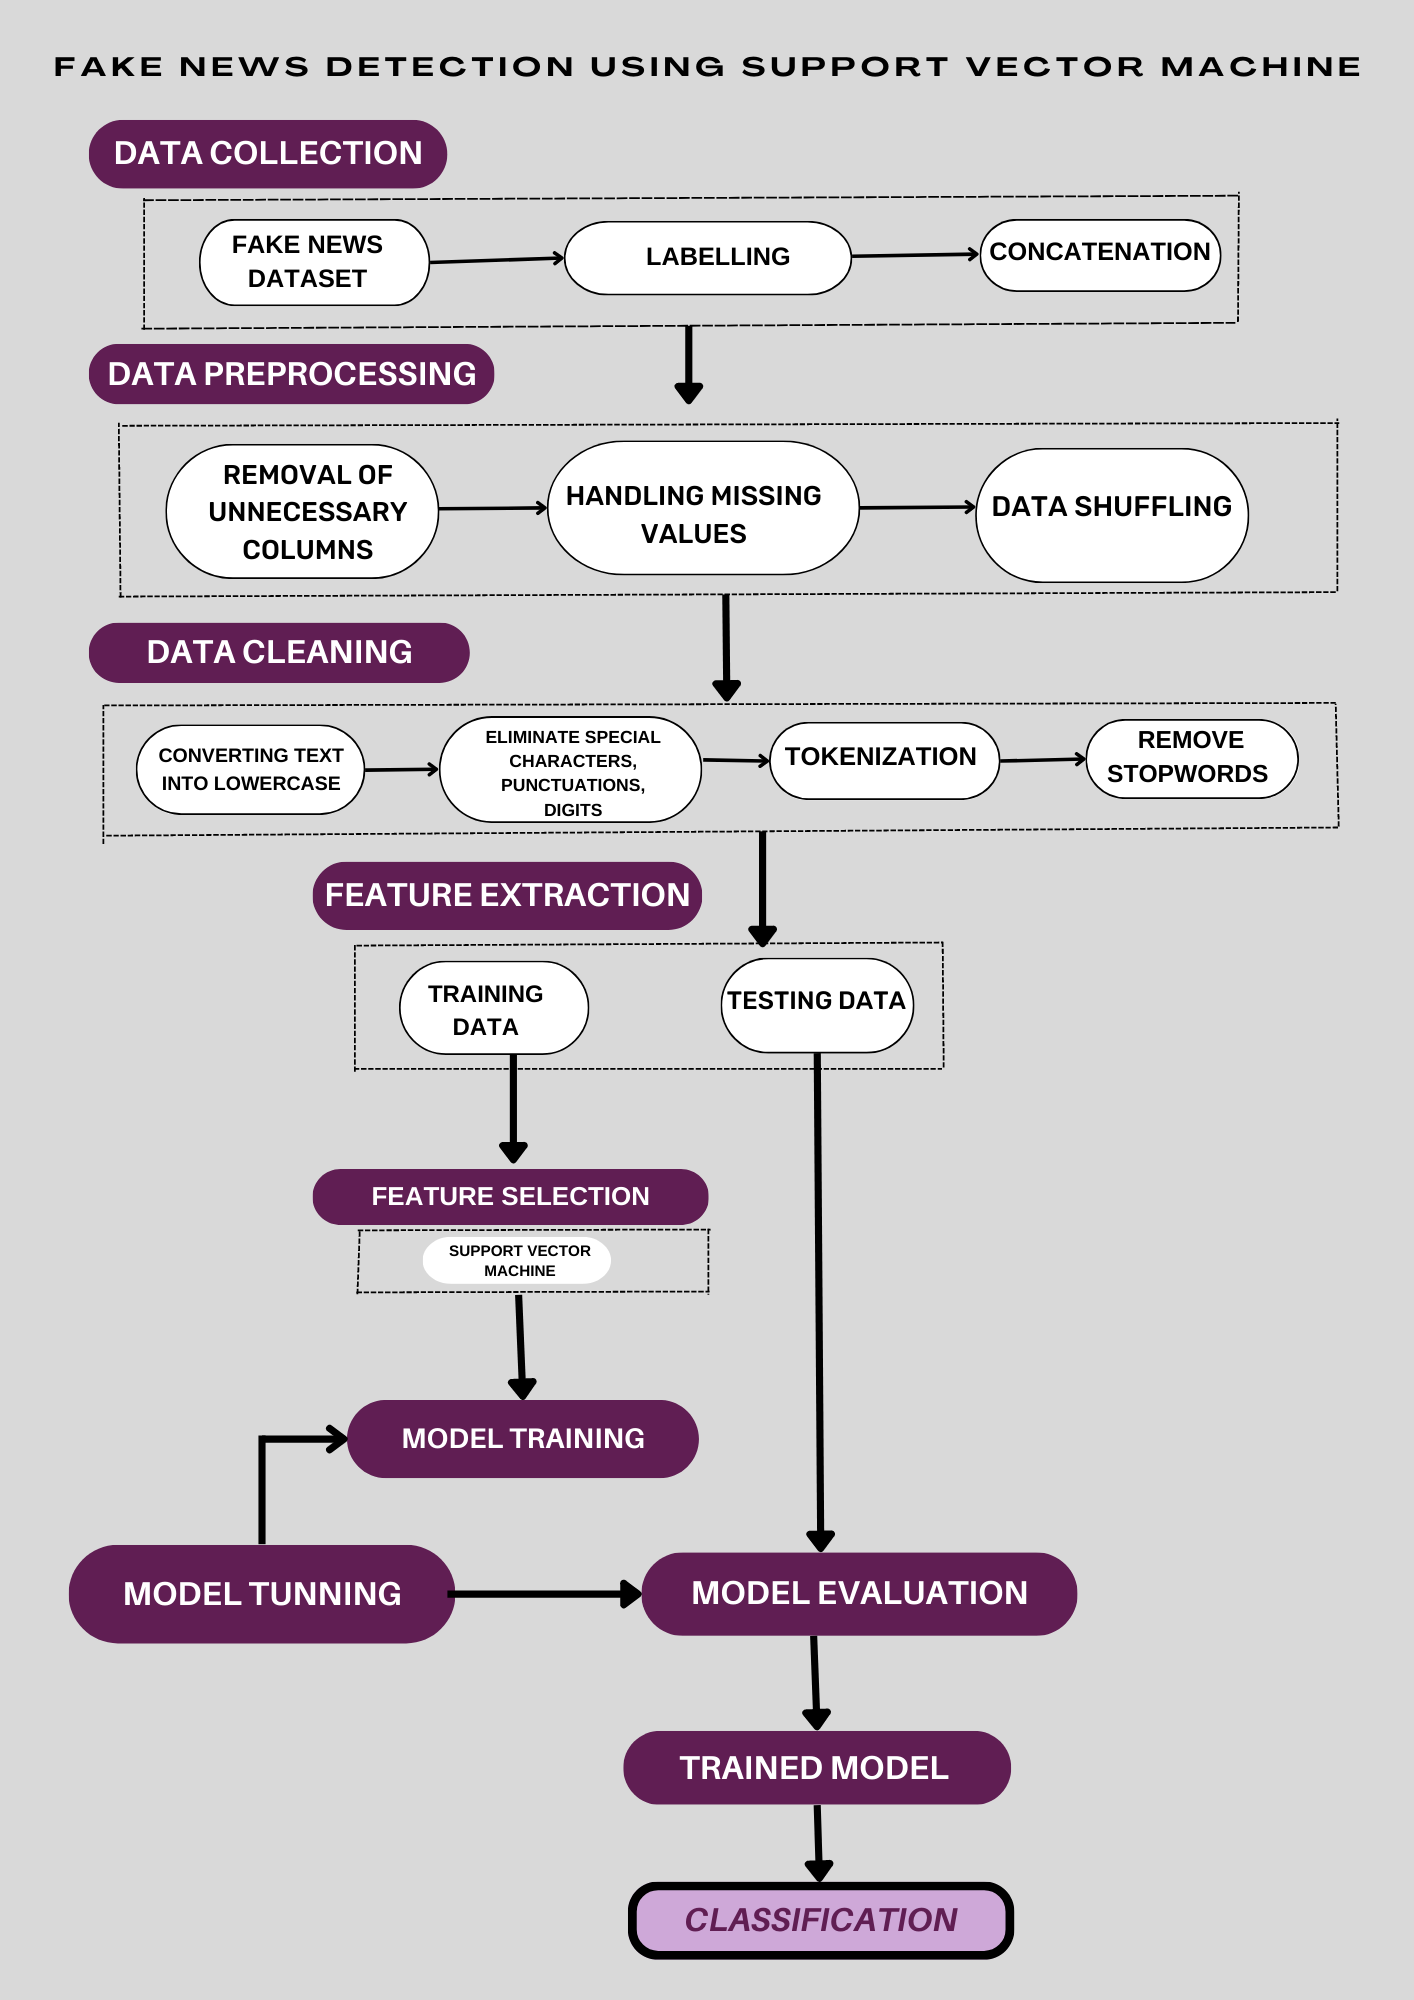 FAKE NEWS DETECTION USING SUPPORT VECTOR MACHINE
DATA COLLECTION
FAKE NEWS
DATASET
LABELLING
CONCATENATION
DATA PREPROCESSING
REMOVAL OF
UNNECESSARY
COLUMNS
HANDLING MISSING
VALUES
DATA SHUFFLING
DATA CLEANING
CONVERTING TEXT
INTO LOWERCASE
ELIMINATE SPECIAL
CHARACTERS,
PUNCTUATIONS,
DIGITS
TOKENIZATION
REMOVE
STOPWORDS
FEATURE EXTRACTION
TRAINING
DATA
TESTING DATA
FEATURE SELECTION
SUPPORT VECTOR
MACHINE
MODEL TRAINING
MODEL TUNNING
MODEL EVALUATION
TRAINED MODEL
CLASSIFICATION